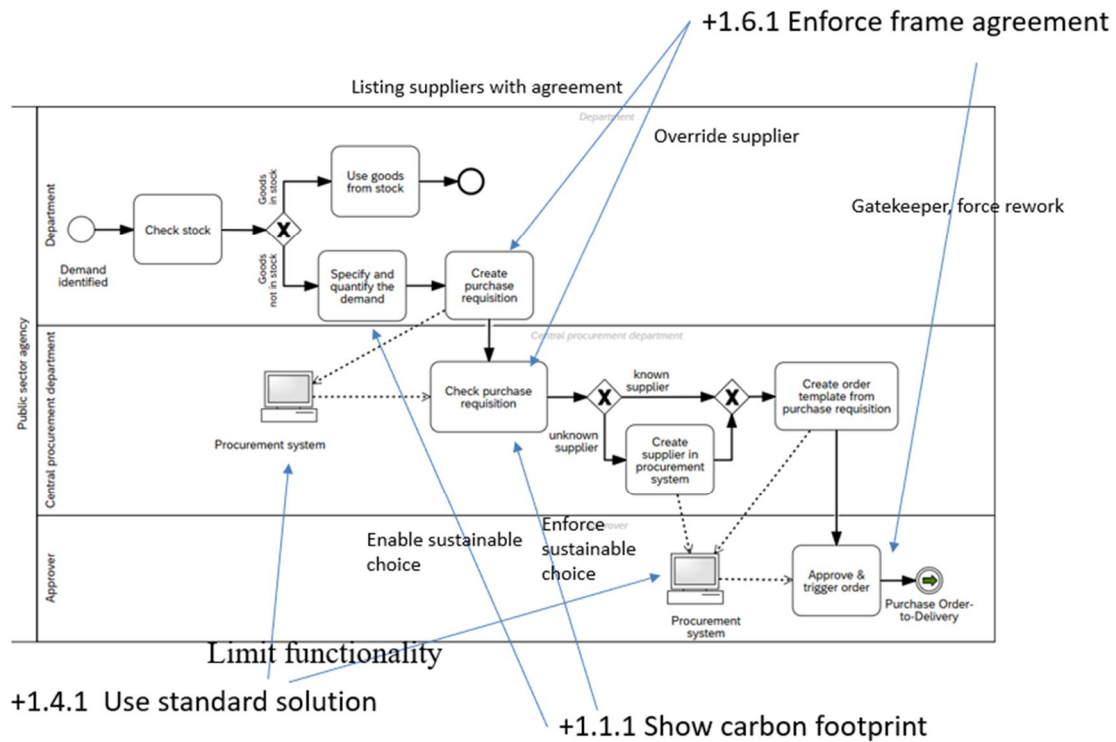 +1.6.1 Enforce frame agreement
Listing suppliers with agreement
Department
Override supplier
Gatekeeper, force rework
Public sector agency
Department
Demand
identified
Check stock
Goods
in stock
Goods
not in stock
Use goods
from stock
Specify and
quantify the
demand
Create
purchase
requisition
Central procurement department
Central procurement department
Procurement system
Check purchase
requisition
known
supplier
unknown
supplier
Create
supplier in
procurement
system
Create order
template from
purchase requisition
Approver
Enable sustainable
choice
Enforce
sustainable
choice
Procurement
system
Approve &
trigger order
Purchase Order-
to-Delivery
Limit functionality
+1.4.1 Use standard solution
+1.1.1 Show carbon footprint